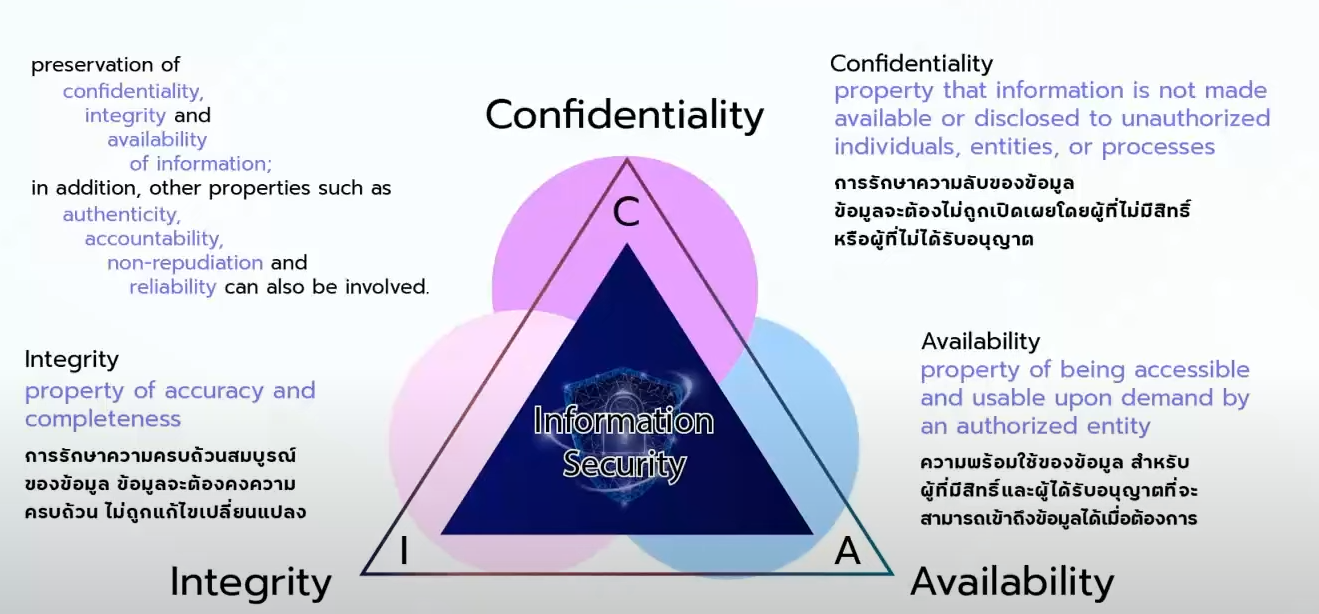 preservation of
confidentiality,
integrity and
availability
of information;
in addition, other properties such as
authenticity,
accountability,
non-repudiation and
reliability can also be involved.
Confidentiality
C
Confidentiality
property that information is not made
available or disclosed to unauthorized
individuals, entities, or processes
การรักษาความลับของข้อมูล
ข้อมูลจะต้องไม่ถูกเปิดเผยโดยผู้ที่ไม่มีสิทธิ์
หรือผู้ที่ไม่ได้รับอนุญาต
Integrity
property of accuracy and
completeness
การรักษาความครบถ้วนสมบูรณ์
ของข้อมูล ข้อมูลจะต้องคงความ
ครบถ้วน ไม่ถูกแก้ไขเปลี่ยนแปลง
Information
Security
Availability
property of being accessible
and usable upon demand by
an authorized entity
ความพร้อมใช้ของข้อมูล สำหรับ
ผู้ที่มีสิทธิ์และผู้ได้รับอนุญาตที่จะ
สามารถเข้าถึงข้อมูลได้เมื่อต้องการ
I
A
Integrity
Availability